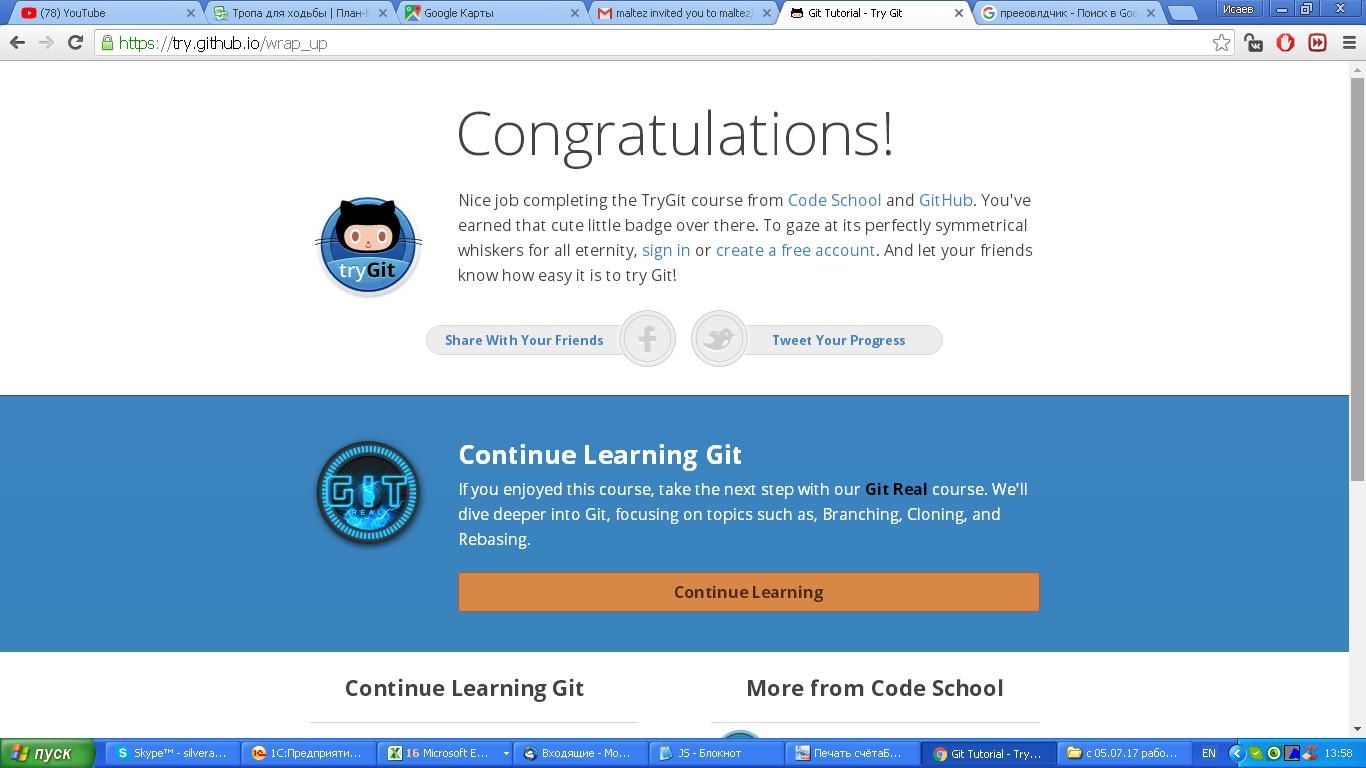 (78) YouTube
Тропа для ходьбы | План-К
Google Карты
maltez invited you to maltez/
Git Tutorial - Try Git
прееовлдчик - Поиск в Goo
Исаев
https://try.github.io/wrap_up
Congratulations!
Nice job completing the TryGit course from Code School and GitHub. You've
earned that cute little badge over there. To gaze at its perfectly symmetrical
whiskers for all eternity, sign in or create a free account. And let your friends
know how easy it is to try Git!
tryGit
Share With Your Friends
Tweet Your Progress
GIT
REAL
Continue Learning Git
If you enjoyed this course, take the next step with our Git Real course. We'll
dive deeper into Git, focusing on topics such as, Branching, Cloning, and
Rebasing.
Continue Learning
Continue Learning Git
More from Code School
пуск
Skype™ - silvera...
1С:Предприяти...
16 Microsoft E...
Входящие - Mo...
JS - Блокнот
Печать счётаБ...
Git Tutorial - Try...
с 05.07.17 рабо...
EN
13:58